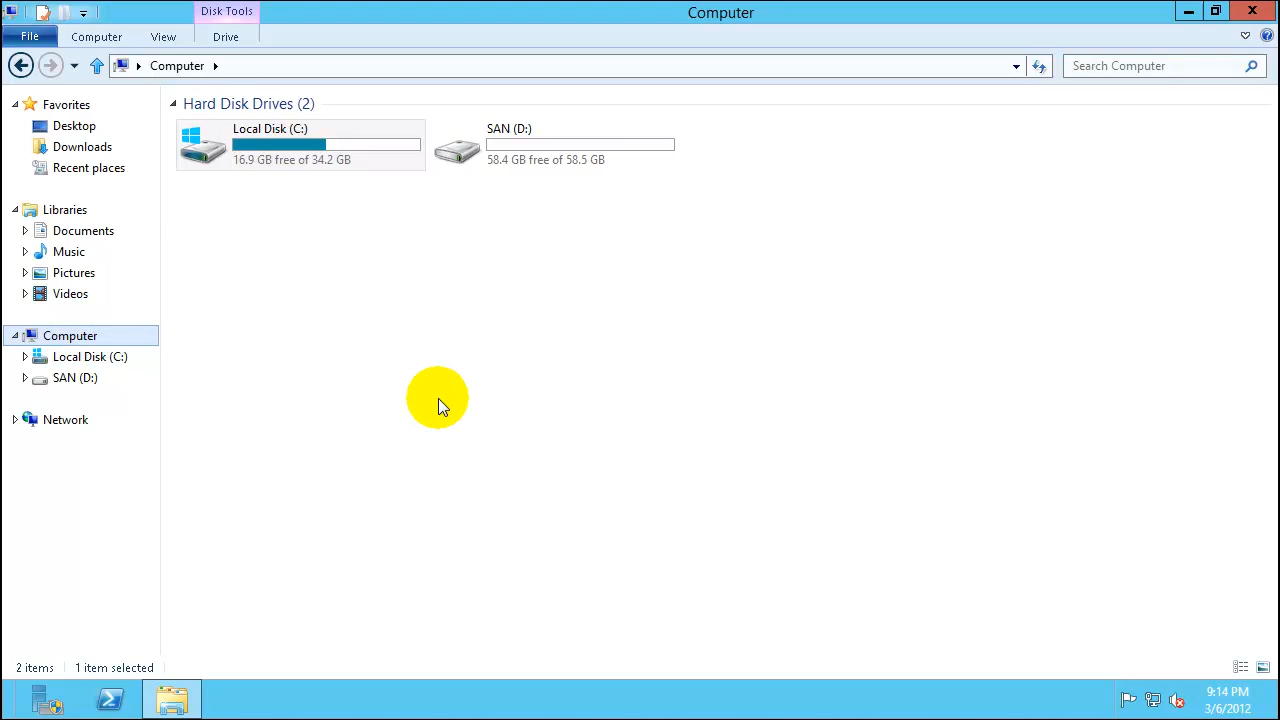 Disk Tools
Computer
File
Computer
View
Drive
Computer
Search Computer
Favorites
Desktop
Downloads
Recent places
Libraries
Documents
Music
Pictures
Videos
Computer
Local Disk (C:)
SAN (D:)
Network
Hard Disk Drives (2)
Local Disk (C:)
16.9 GB free of 34.2 GB
SAN (D:)
58.4 GB free of 58.5 GB
2 items
1 item selected
9:14 PM
3/6/2012